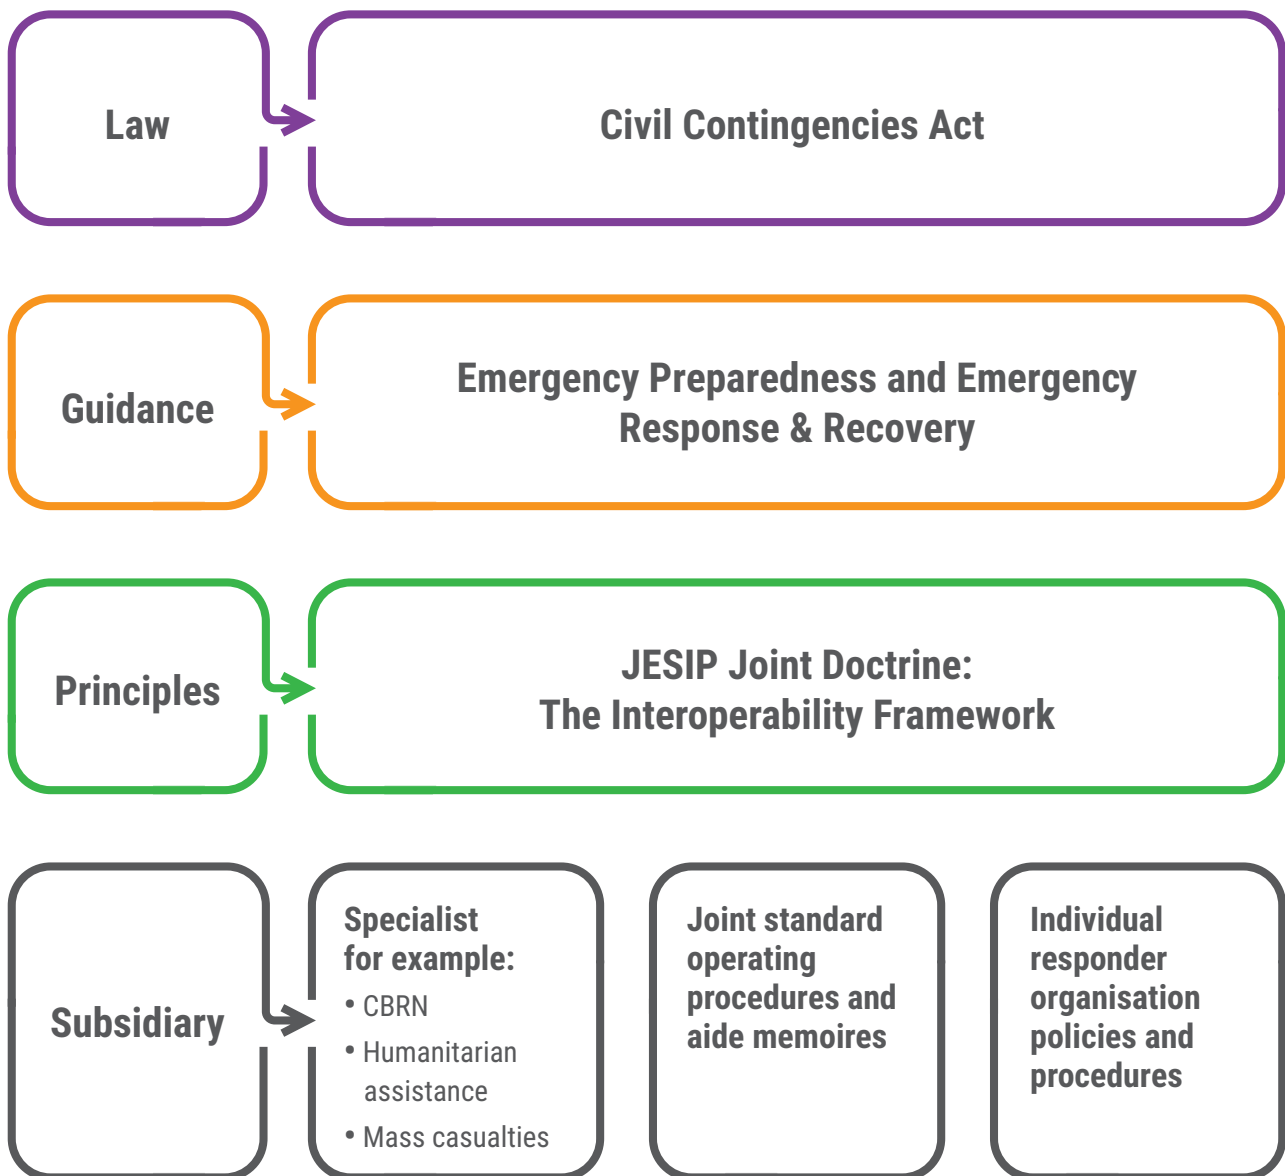 Law
Civil Contingencies Act
Guidance
Emergency Preparedness and Emergency
Response & Recovery
Principles
JESIP Joint Doctrine:
The Interoperability Framework
Subsidiary
Specialist
for example:
• CBRN
• Humanitarian
assistance
• Mass casualties
Joint standard
operating
procedures and
aide memoires
Individual
responder
organisation
policies and
procedures